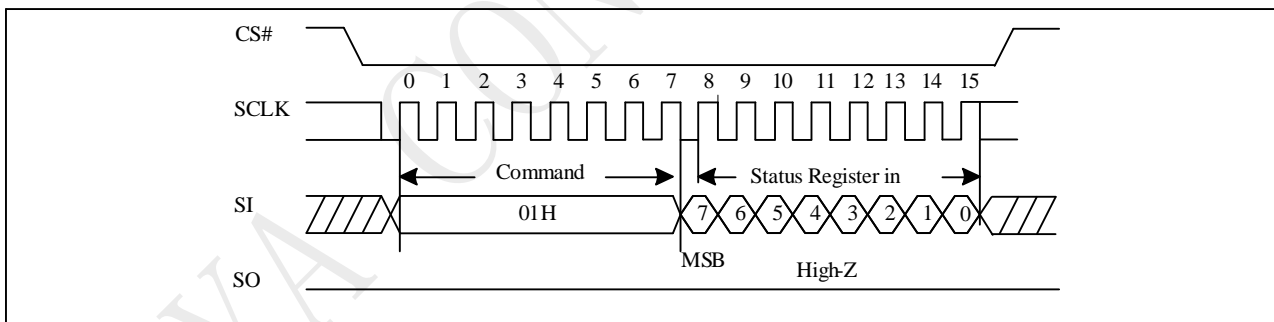 CS#
0 1 2 3 4 5 6 7 8 9 10 11 12 13 14 15
SCLK
Command Status Register in
SI 01H 7 6 5 4 3 2 1 0
MSB High-Z
SO